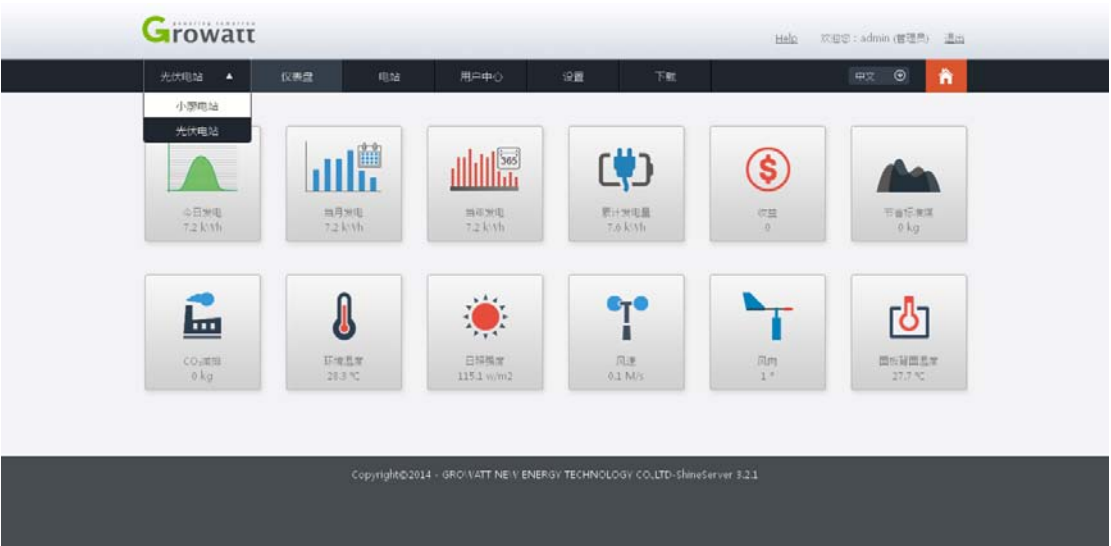 Growatt
Help 欢迎您：admin (管理员) 退出
光伏电站 仪表盘 电站 用户中心 设置 下载 中文
小廖电站
光伏电站
365
今日发电 当月发电 当年发电 累计发电量 收益 节省标准煤
7.2 kWh 7.2 kWh 7.2 kWh 7.6 kWh 0 0 kg
CO₂减排 环境温度 日照强度 风速 风向 面板背面温度
0 kg 28.3 ℃ 115.1 w/m2 0.1 M/s 1 ° 27.7 ℃
Copyright©2014 - GROWATT NEW ENERGY TECHNOLOGY CO.,LTD-ShineServer 3.2.1